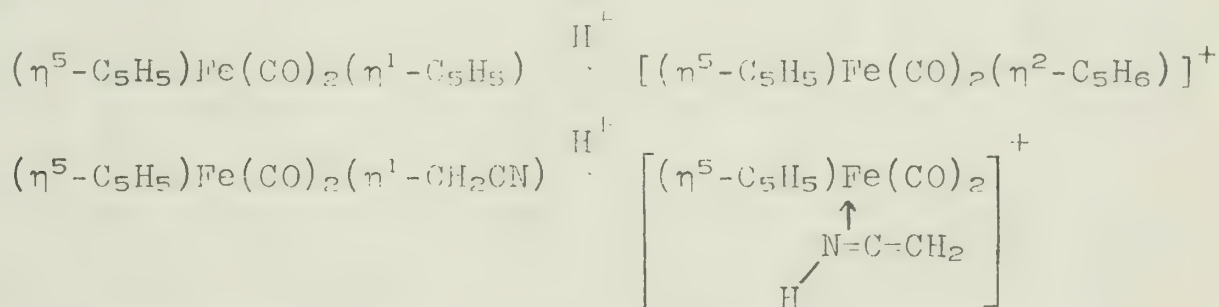 H⁺
(η⁵-C₅H₅)Fe(CO)₂(η¹-C₅H₅) · [(η⁵-C₅H₅)Fe(CO)₂(η²-C₅H₆)]⁺
H⁺
(η⁵-C₅H₅)Fe(CO)₂(η¹-CH₂CN) · [(η⁵-C₅H₅)Fe(CO)₂]⁺
↑
N=C=CH₂
H